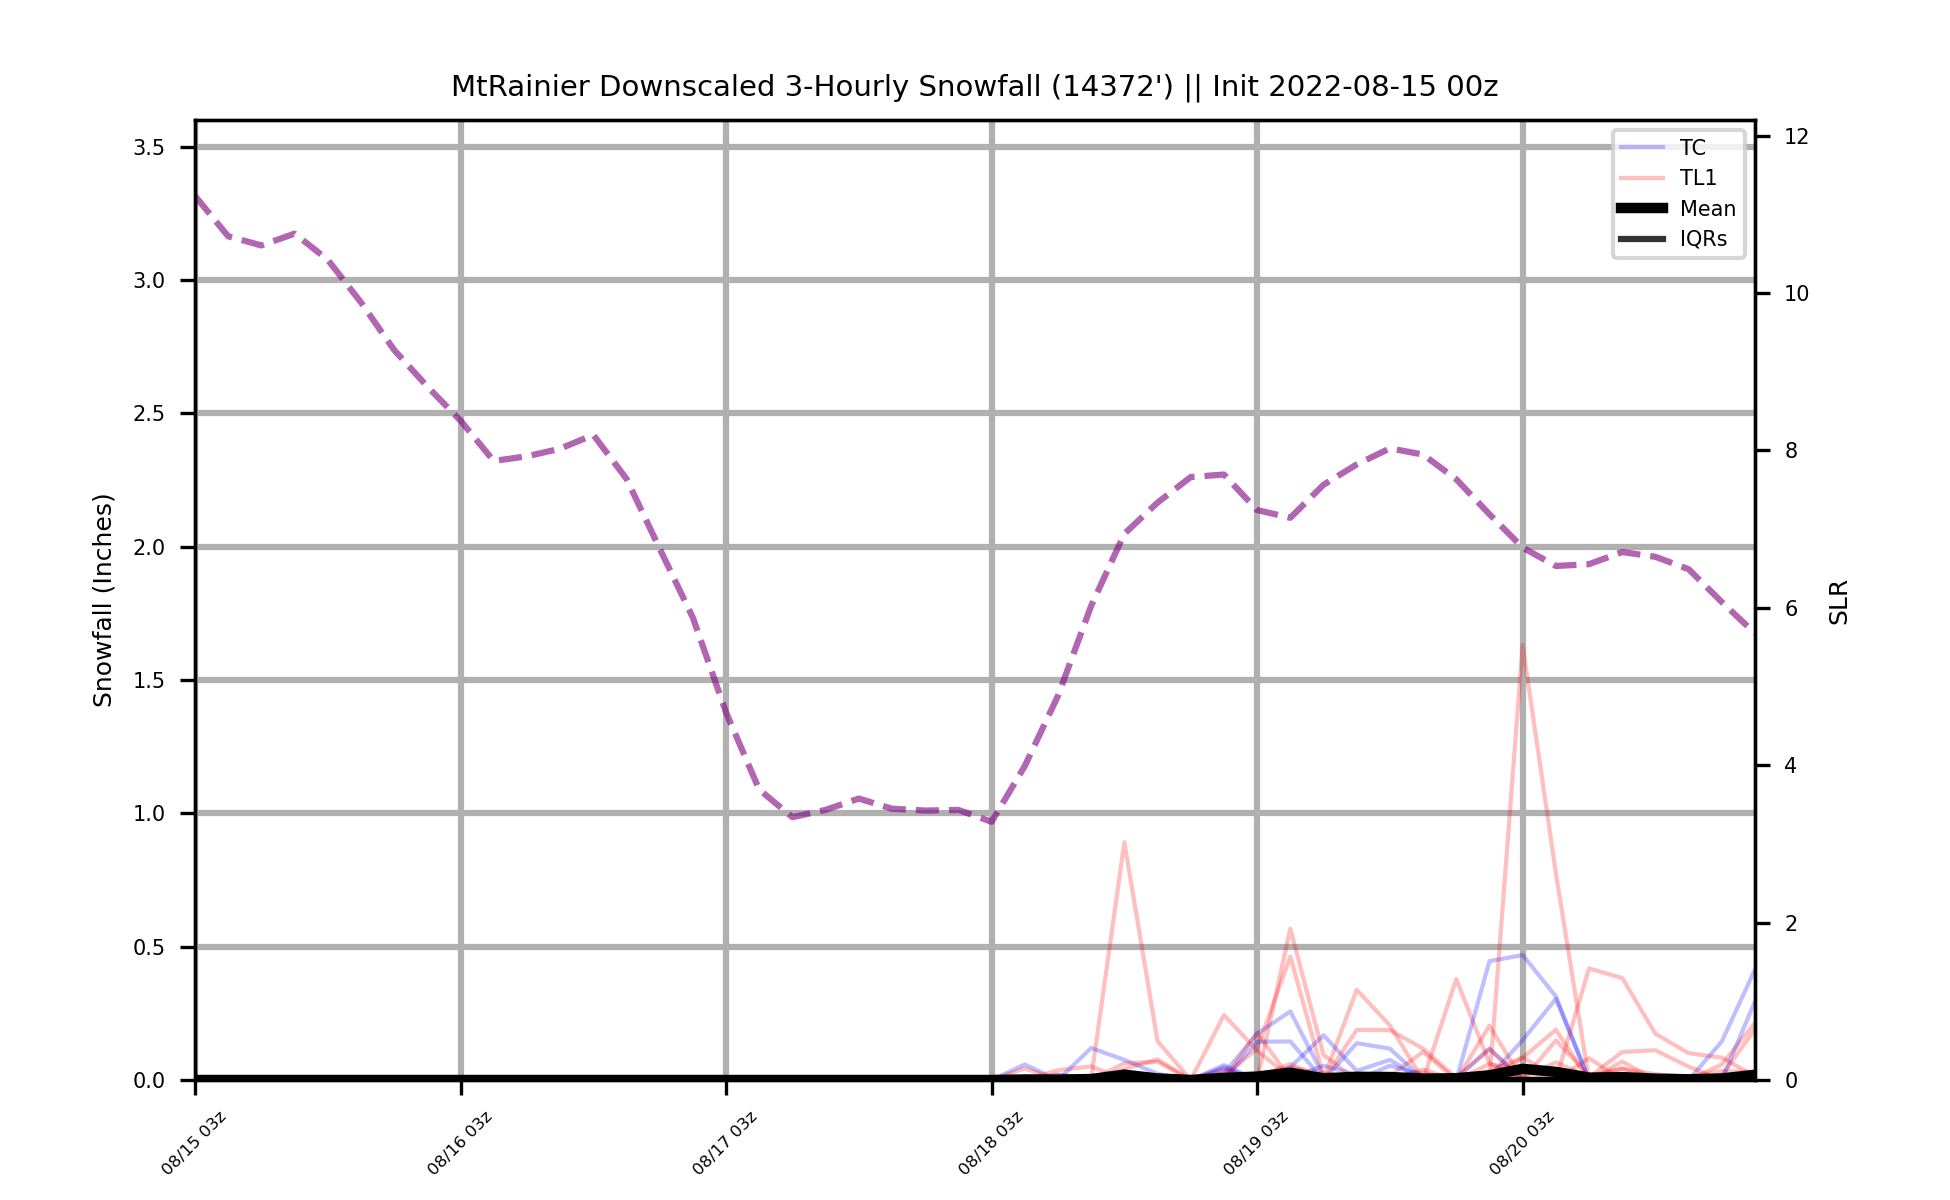 MtRainier Downscaled 3-Hourly Snowfall (14372') || Init 2022-08-15 00z
3.5
3.0
2.5
2.0
1.5
1.0
0.5
0.0
Snowfall (Inches)
TC
TL1
Mean
IQRs
12
10
8
6
4
2
0
SLR
08/15 03z
08/16 03z
08/17 03z
08/18 03z
08/19 03z
08/20 03z